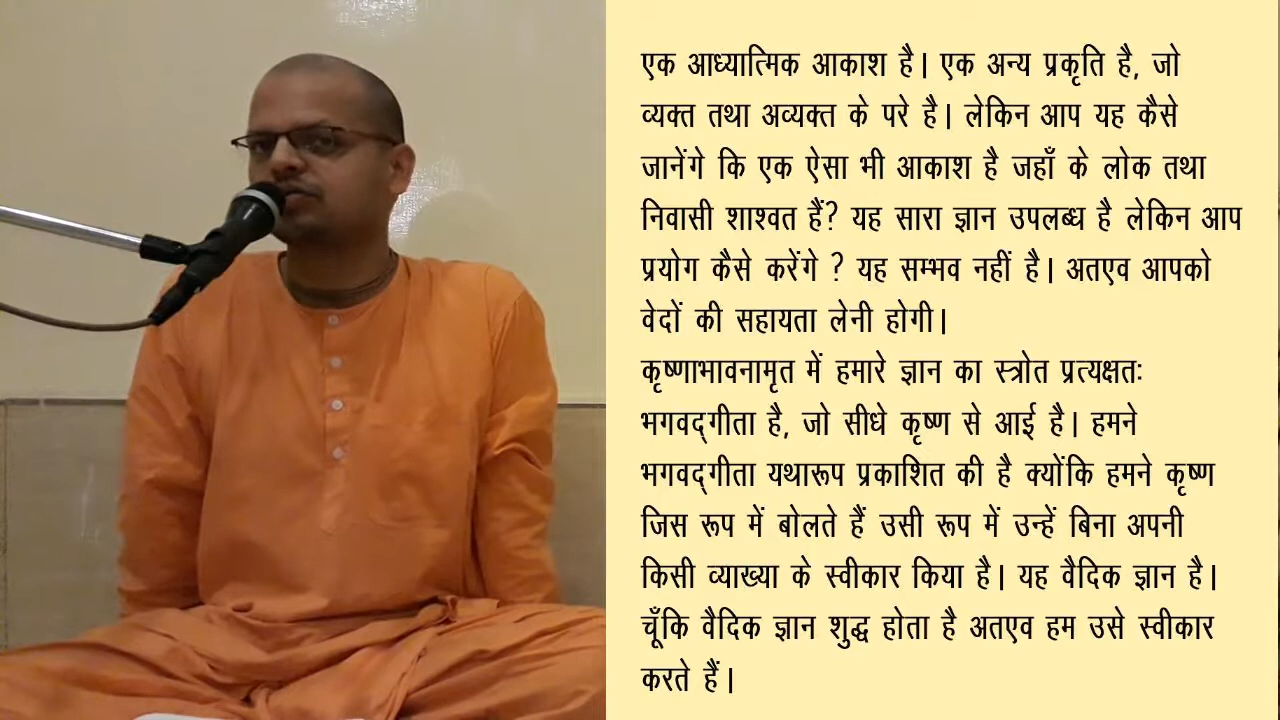 एक आध्यात्मिक आकाश है। एक अन्य प्रकृति है, जो
व्यक्त तथा अव्यक्त के परे है। लेकिन आप यह कैसे
जानेंगे कि एक ऐसा भी आकाश है जहाँ के लोक तथा
निवासी शाश्वत हैं? यह सारा ज्ञान उपलब्ध है लेकिन आप
प्रयोग कैसे करेंगे ? यह सम्भव नहीं है। अतएव आपको
वेदों की सहायता लेनी होगी।
कृष्णाभावनामृत में हमारे ज्ञान का स्त्रोत प्रत्यक्षतः
भगवद्‌गीता है, जो सीधे कृष्ण से आई है। हमने
भगवद्‌गीता यथारूप प्रकाशित की है क्योंकि हमने कृष्ण
जिस रूप में बोलते हैं उसी रूप में उन्हें बिना अपनी
किसी व्याख्या के स्वीकार किया है। यह वैदिक ज्ञान है।
चूँकि वैदिक ज्ञान शुद्ध होता है अतएव हम उसे स्वीकार
करते हैं।